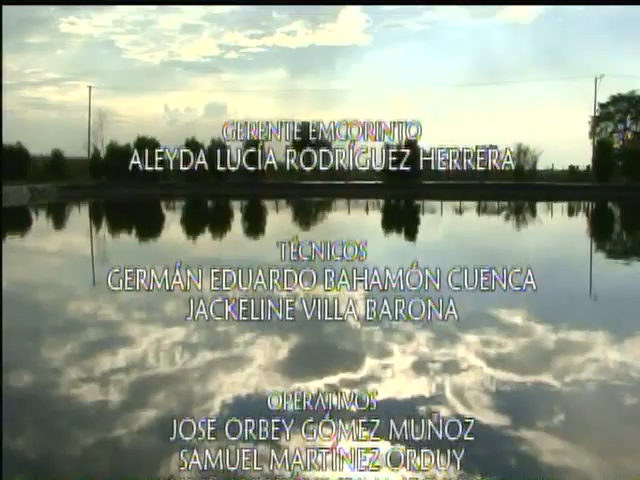 GERENTE EMCORINTO
ALEYDA LUCÍA RODRÍGUEZ HERRERA
TÉCNICOS
GERMÁN EDUARDO BAHAMÓN CUENCA
JACKELINE VILLA BARONA
OPERATIVOS
JOSE ORBEY GÓMEZ MUÑOZ
SAMUEL MARTÍNEZ ORDUY